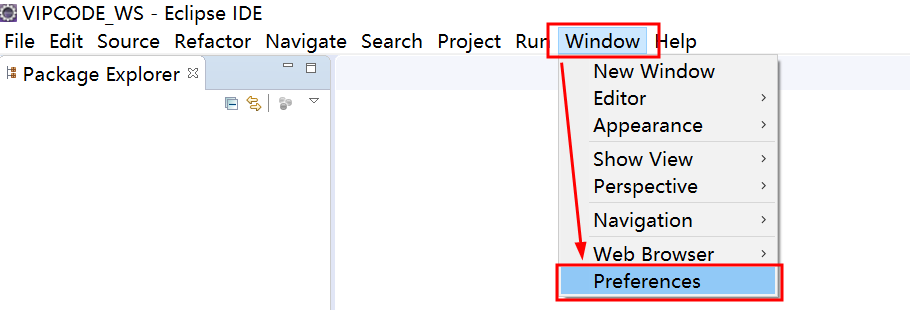 VIPCODE_WS - Eclipse IDE
File Edit Source Refactor Navigate Search Project Run Window Help
Package Explorer
New Window
Editor
Appearance
Show View
Perspective
Navigation
Web Browser
Preferences